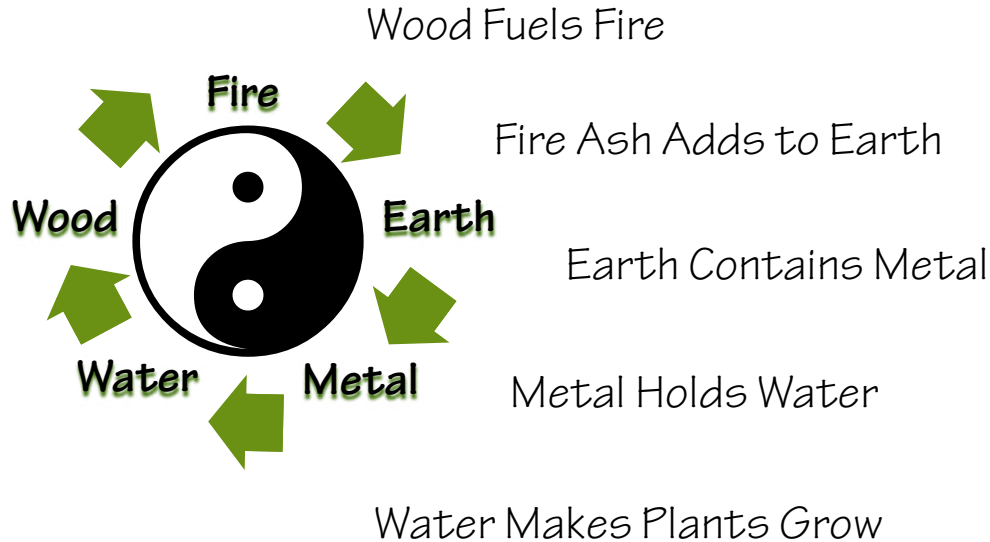 Wood Fuels Fire
Fire
Fire Ash Adds to Earth
Wood
Earth
Earth Contains Metal
Water
Metal
Metal Holds Water
Water Makes Plants Grow